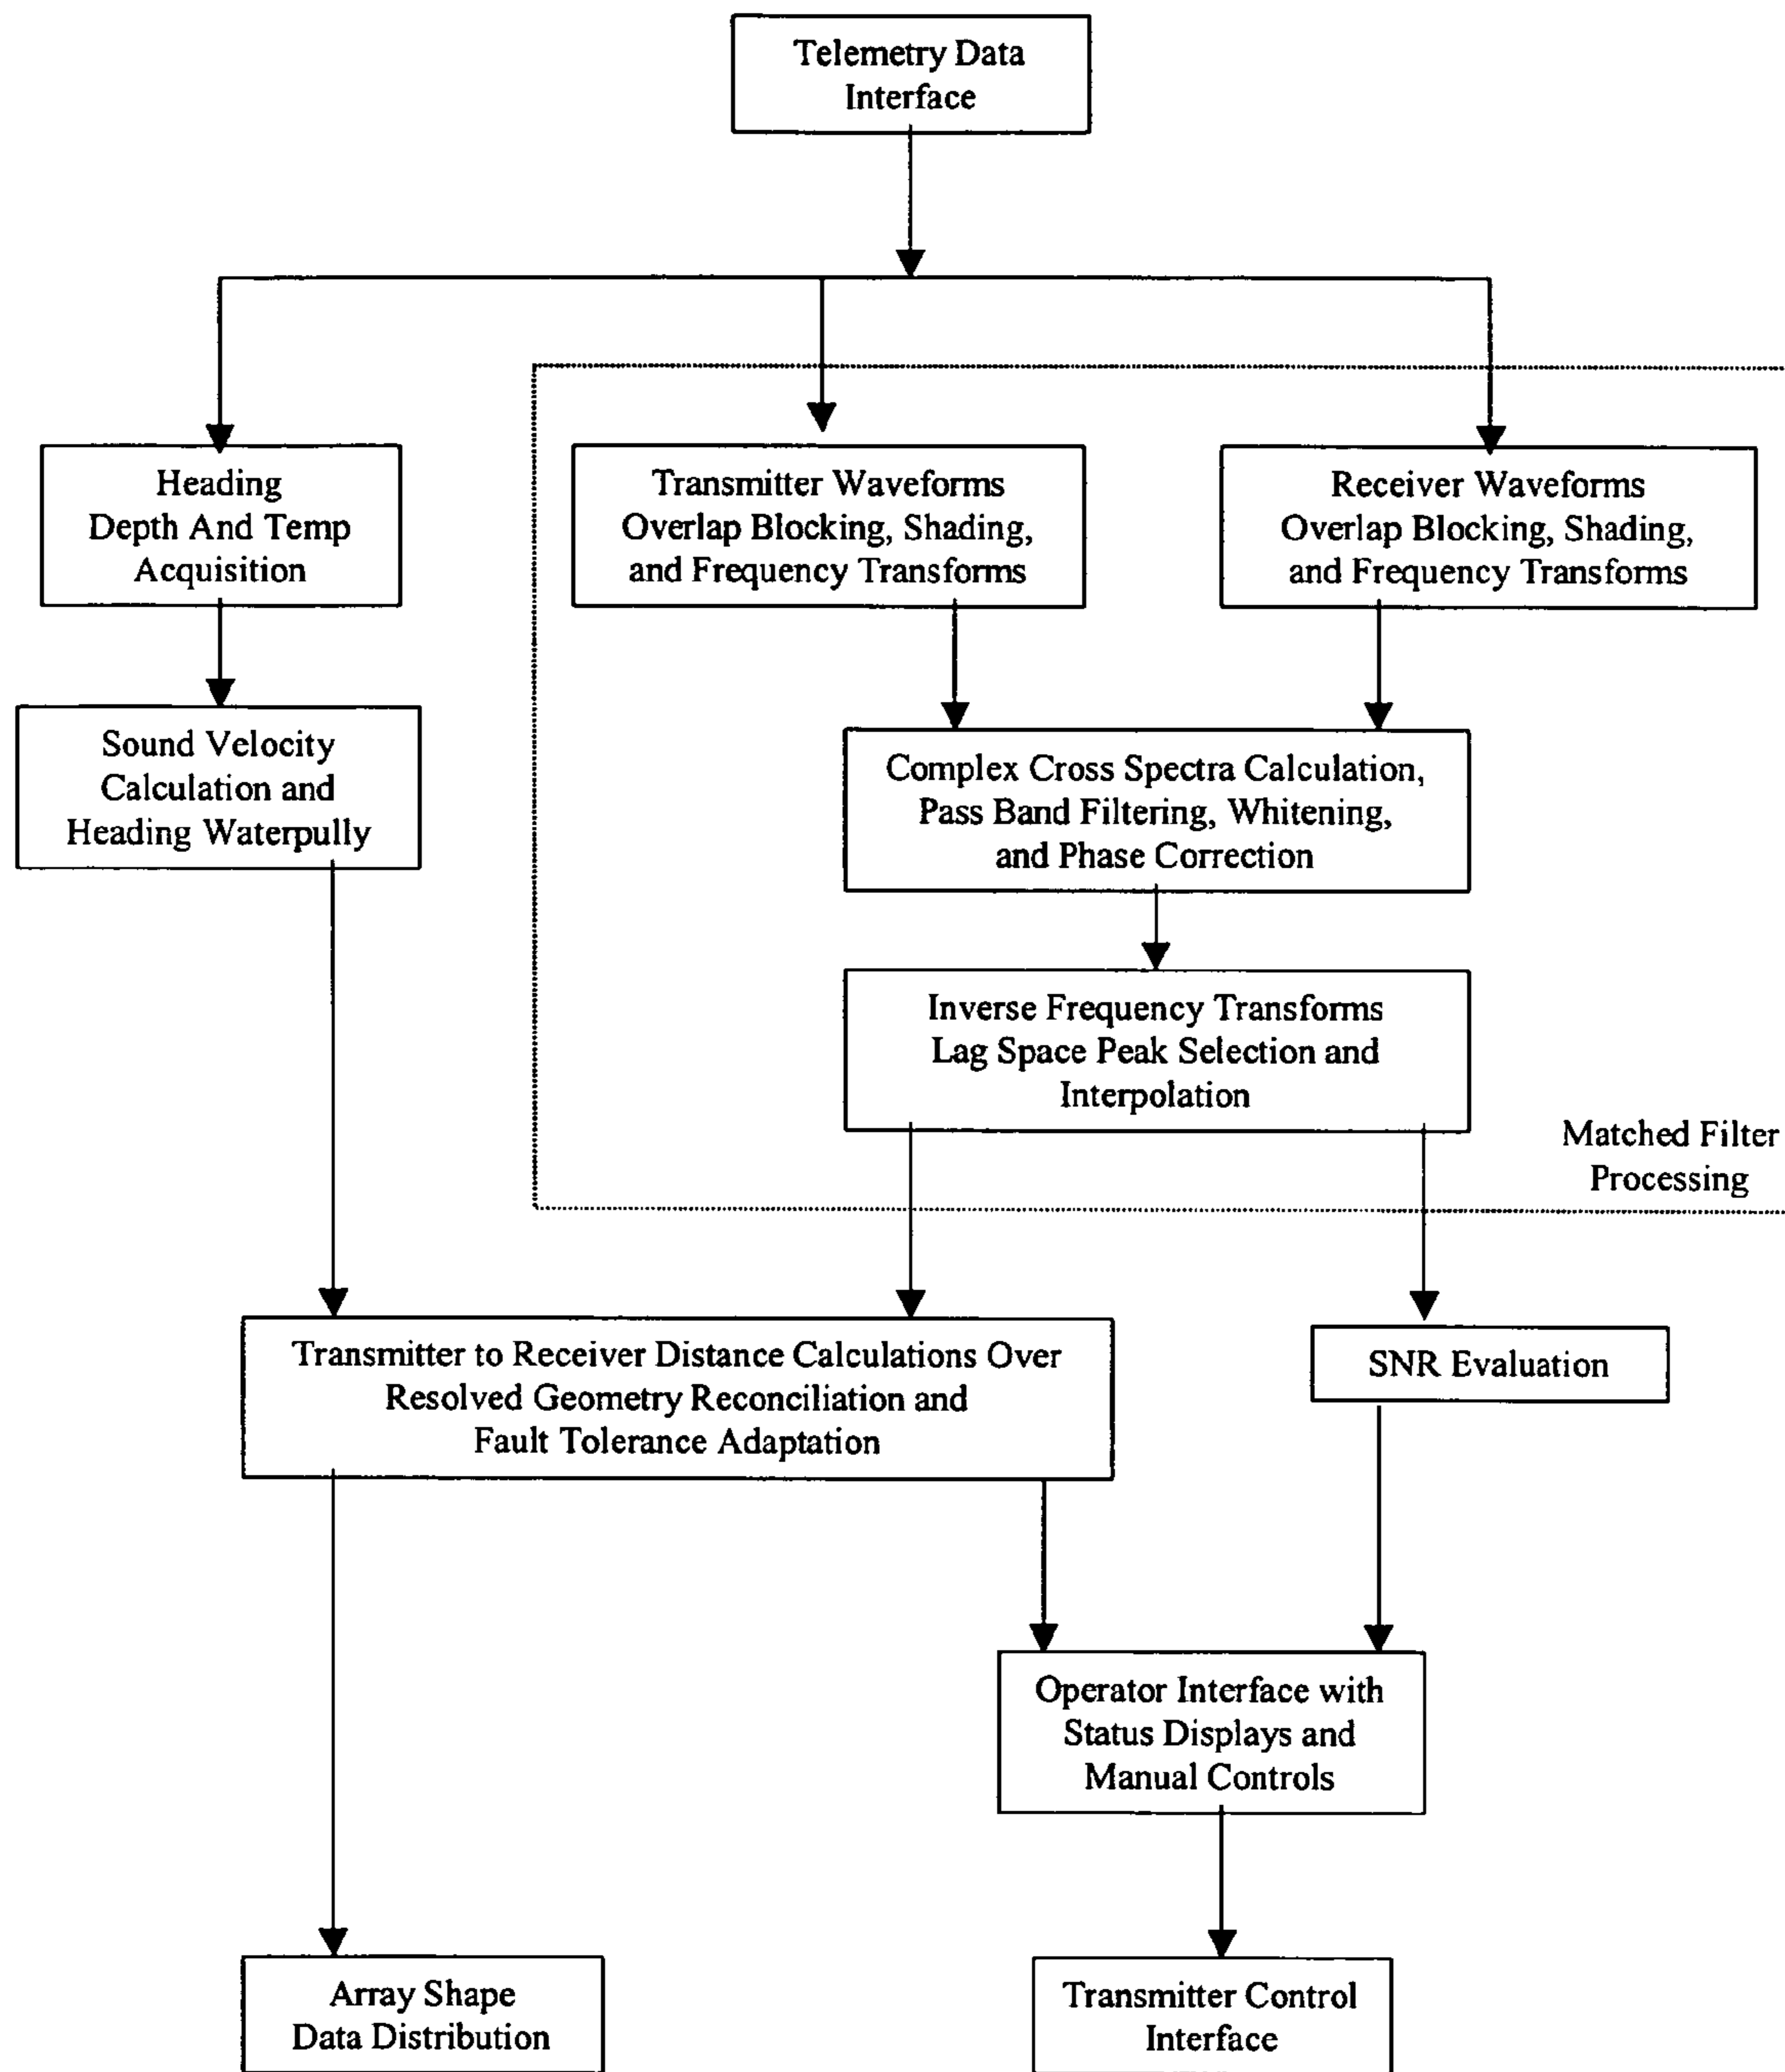 Telemetry Data
Interface
Heading
Depth And Temp
Acquisition
Transmitter Waveforms
Overlap Blocking, Shading,
and Frequency Transforms
Receiver Waveforms
Overlap Blocking, Shading,
and Frequency Transforms
Sound Velocity
Calculation and
Heading Waterpully
Complex Cross Spectra Calculation,
Pass Band Filtering, Whitening,
and Phase Correction
Inverse Frequency Transforms
Lag Space Peak Selection and
Interpolation
Matched Filter
Processing
Transmitter to Receiver Distance Calculations Over
Resolved Geometry Reconciliation and
Fault Tolerance Adaptation
SNR Evaluation
Operator Interface with
Status Displays and
Manual Controls
Array Shape
Data Distribution
Transmitter Control
Interface